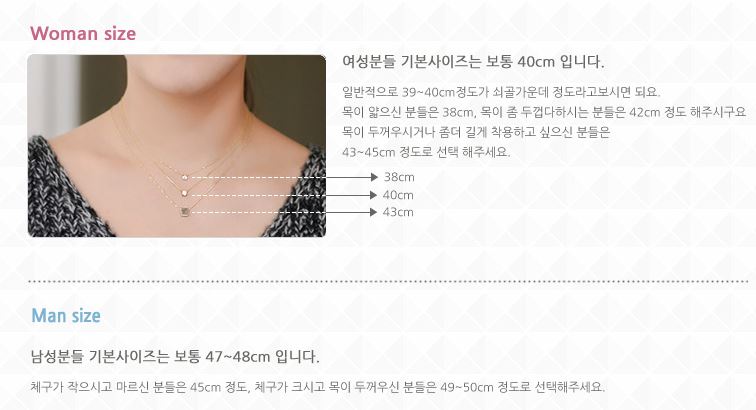 Woman size
여성분들 기본사이즈는 보통 40cm 입니다.
일반적으로 39~40cm정도가 쇠골가운데 정도라고보시면 되요.
목이 얇으신 분들은 38cm, 목이 좀 두껍다하시는 분들은 42cm 정도 해주시구요
목이 두꺼우시거나 좀더 길게 착용하고 싶으신 분들은
43~45cm 정도로 선택 해주세요.
38cm
40cm
43cm
Man size
남성분들 기본사이즈는 보통 47~48cm 입니다.
체구가 작으시고 마르신 분들은 45cm 정도, 체구가 크시고 목이 두꺼우신 분들은 49~50cm 정도로 선택해주세요.